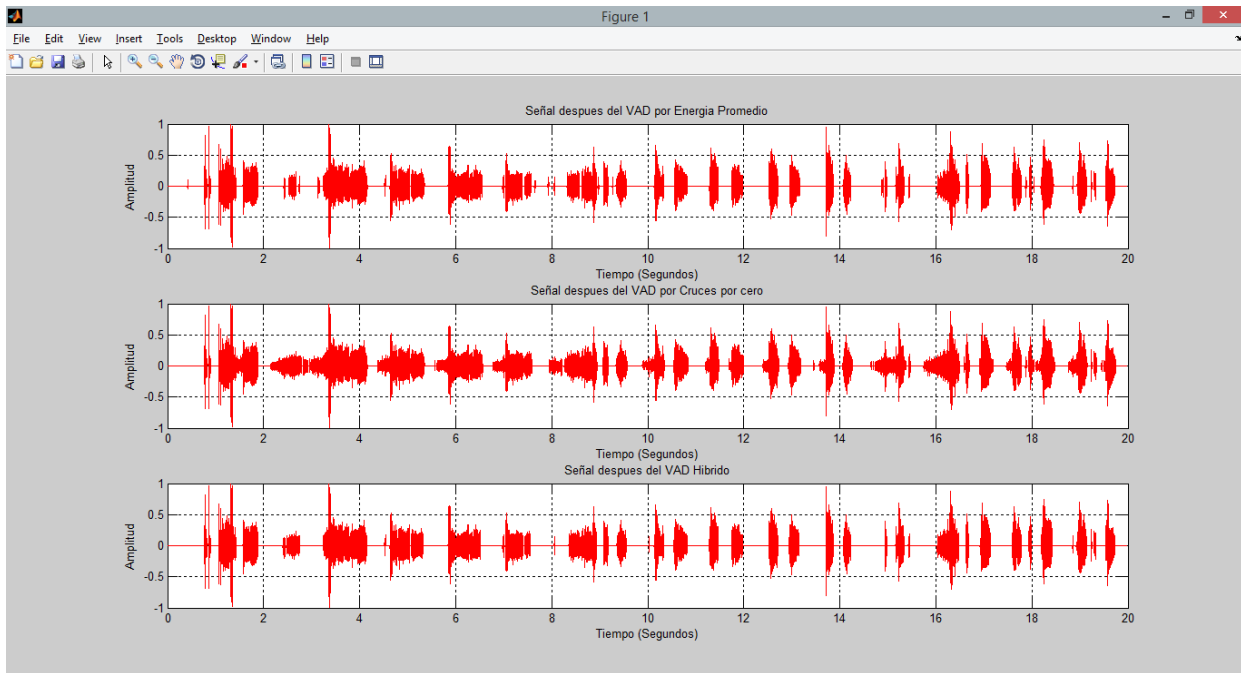 Figure 1
File Edit View Insert Tools Desktop Window Help
Señal despues del VAD por Energia Promedio
Amplitud
1
0.5
0
-0.5
-1
0 2 4 6 8 10 12 14 16 18 20
Tiempo (Segundos)
Señal despues del VAD por Cruces por cero
Amplitud
1
0.5
0
-0.5
-1
0 2 4 6 8 10 12 14 16 18 20
Tiempo (Segundos)
Señal despues del VAD Hibrido
Amplitud
1
0.5
0
-0.5
-1
0 2 4 6 8 10 12 14 16 18 20
Tiempo (Segundos)